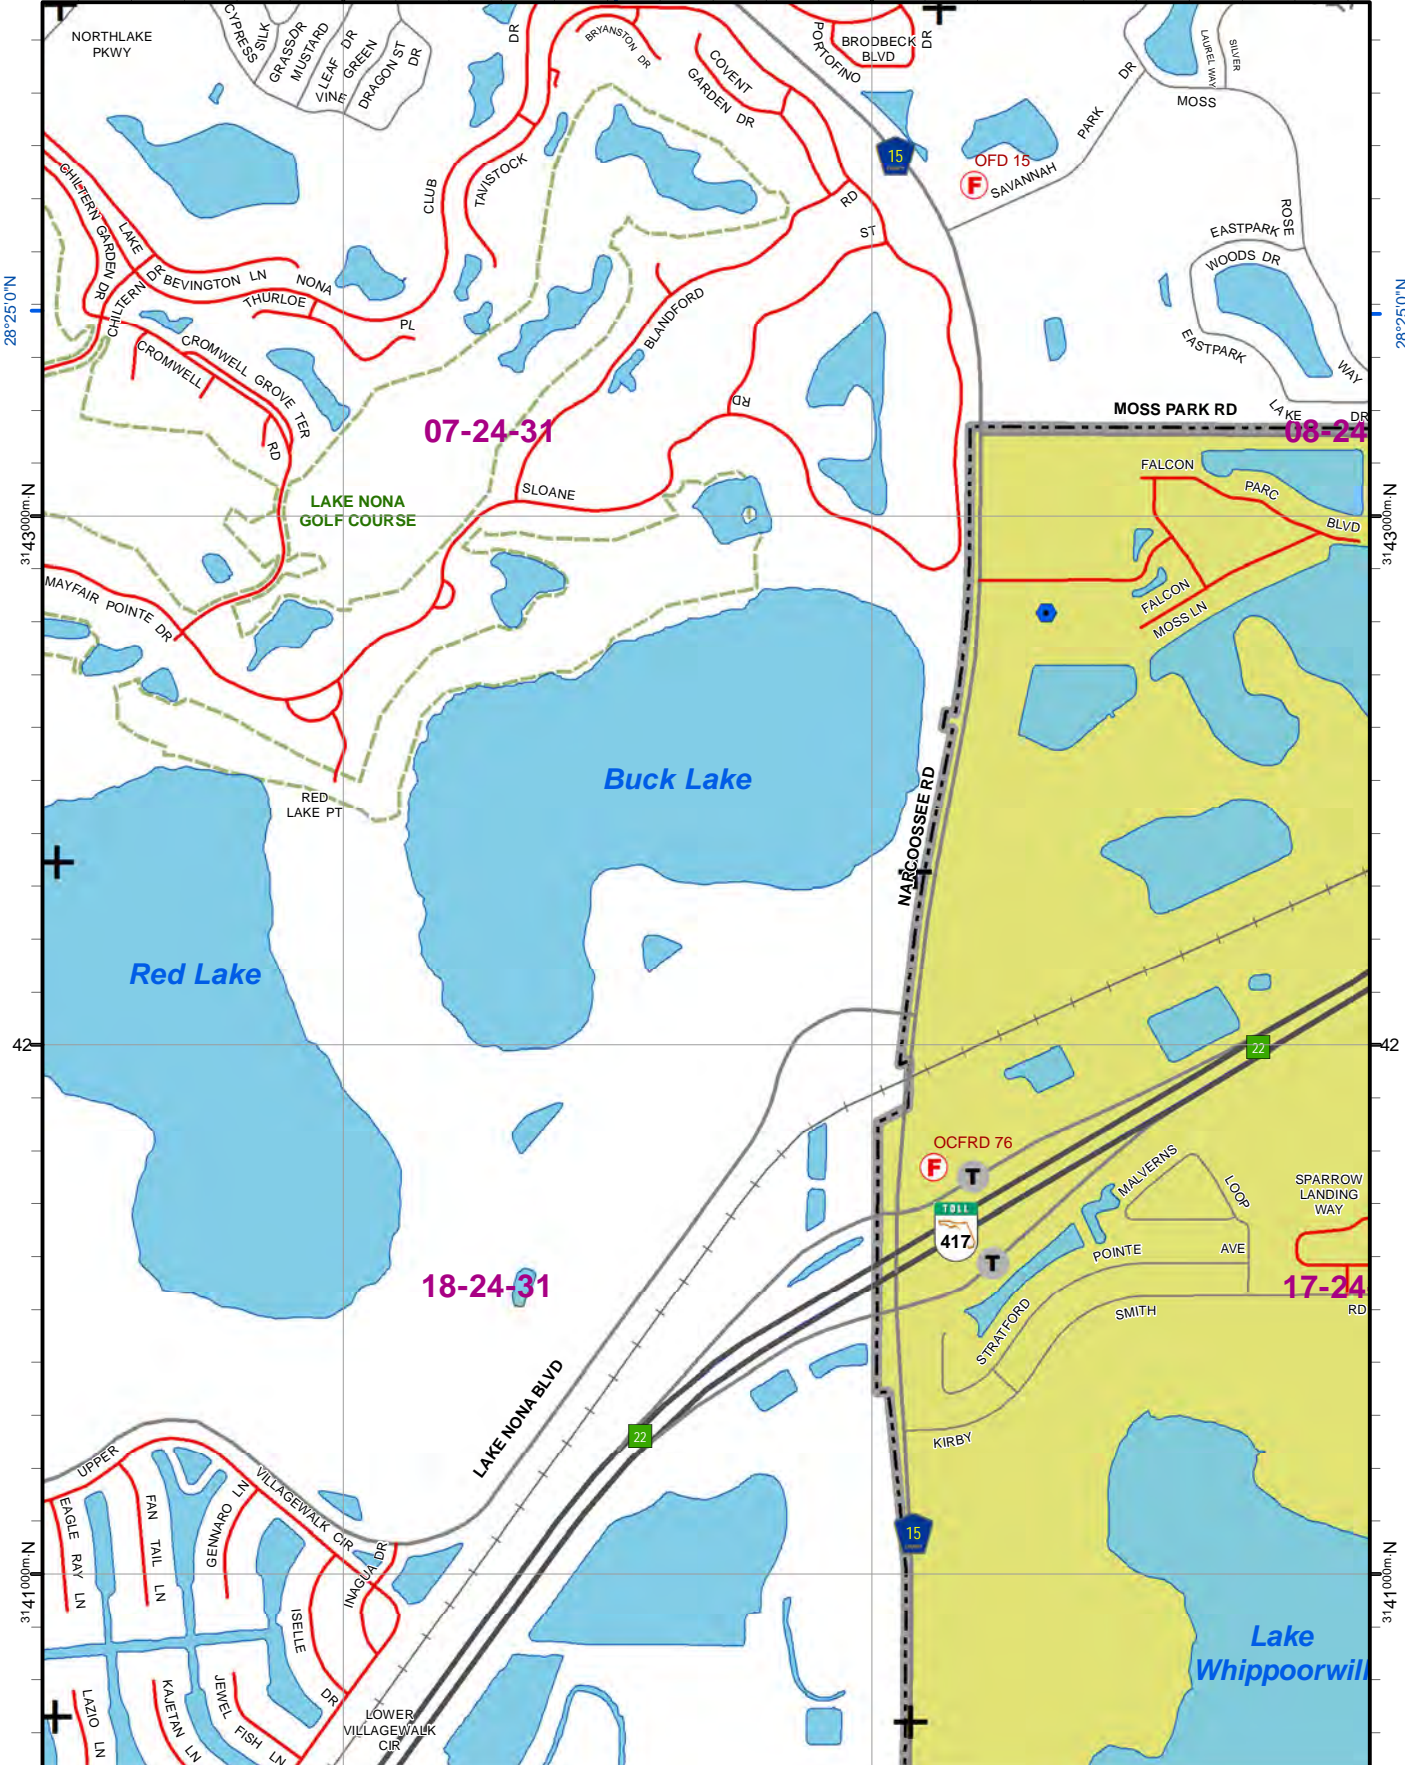 NORTHLAKE
PKWY
CYPRESS
SILK
GRASS DR
MUSTARD
LEAF DR
GREEN
VINE
DRAGON ST
DR
DR
BRYANSTON DR
COVENT
GARDEN DR
PORTOFINO
BRODBECK
BLVD
DR
DR
LAUREL WAY
SILVER
MOSS
PARK
15
COUNTY
OFD 15
F
SAVANNAH
ROSE
EASTPARK
WOODS DR
EASTPARK
WAY
LAKE DR
CHILTERN GARDEN DR
LAKE
CLUB
TAVISTOCK
RD
ST
BEVINGTON LN
NONA
CHILTERN DR
THURLOE
PL
28°25'0"N
28°25'0"N
CROMWELL
CROMWELL GROVE TER
RD
BLANDFORD
RD
07-24-31
MOSS PARK RD
08-24
FALCON
PARC
BLVD
LAKE NONA
GOLF COURSE
SLOANE
3143000m.N
3143000m.N
MAYFAIR POINTE DR
FALCON
MOSS LN
Buck Lake
NARCOOSSEE RD
RED
LAKE PT
Red Lake
42
42
22
OCFRD 76
F
T
TOLL
417
T
MALVERNS
LOOP
SPARROW
LANDING
WAY
POINTE
AVE
18-24-31
17-24
STRATFORD
SMITH
RD
LAKE NONA BLVD
22
KIRBY
UPPER
VILLAGEWALK CIR
EAGLE RAY LN
FAN TAIL LN
GENNARO LN
INAGUA DR
15
COUNTY
3141000m.N
3141000m.N
ISELLE
DR
Lake
Whippoorwill
LAZIO LN
KAJETAN LN
JEWEL FISH LN
LOWER
VILLAGEWALK
CIR